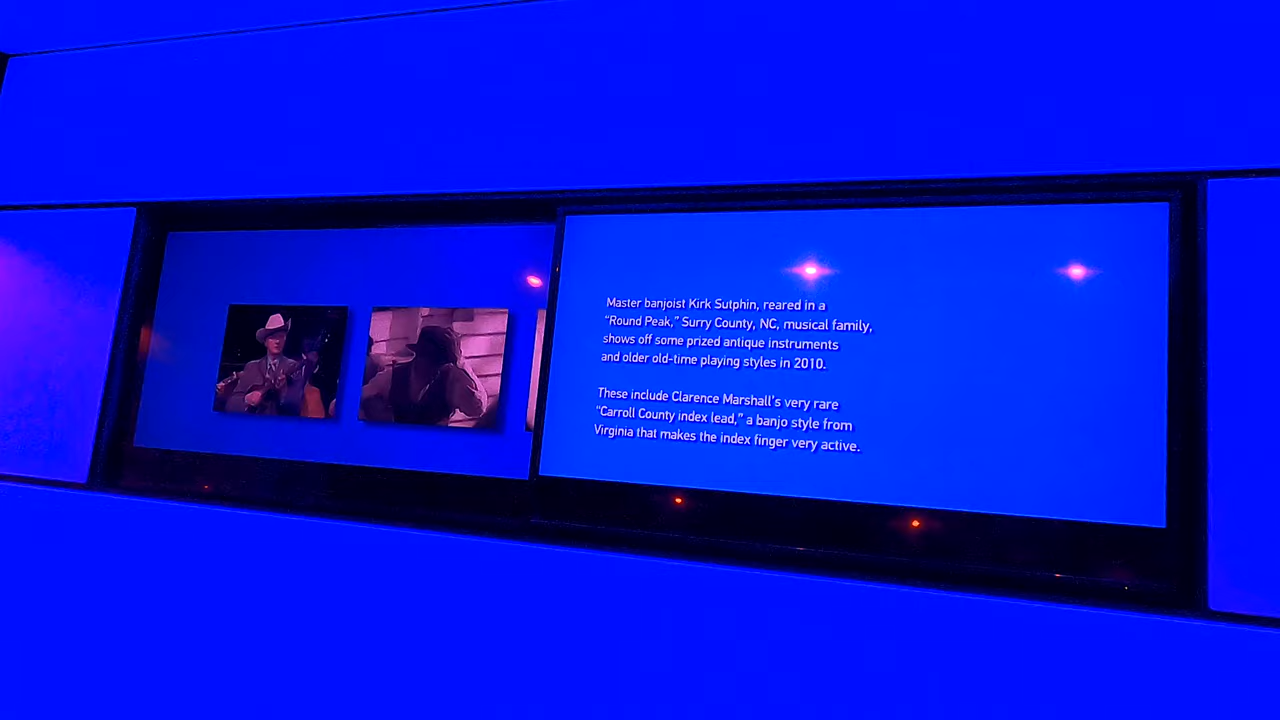 Master banjoist Kirk Sutphin, reared in a
“Round Peak,” Surry County, NC, musical family,
shows off some prized antique instruments
and older old-time playing styles in 2010.
These include Clarence Marshall’s very rare
“Carroll County index lead,” a banjo style from
Virginia that makes the index finger very active.